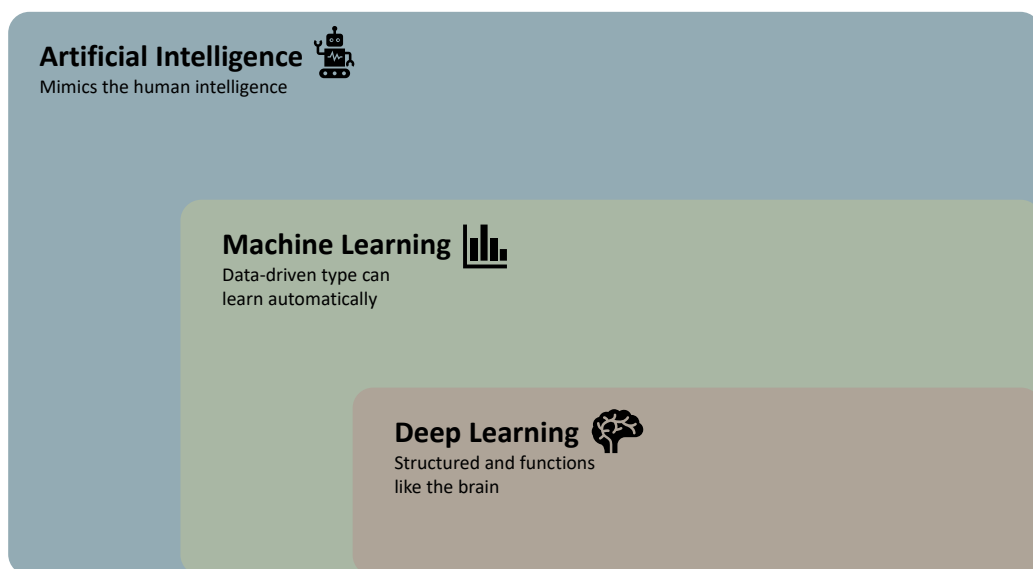 Artificial Intelligence
Mimics the human intelligence
Machine Learning
Data-driven type can
learn automatically
Deep Learning
Structured and functions
like the brain